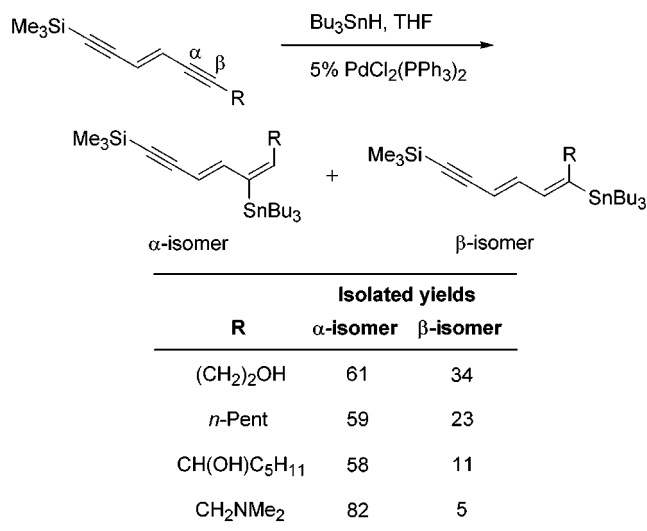 Me3Si
α
β
R
Bu3SnH, THF
5% PdCl2(PPh3)2
Me3Si
R
SnBu3
α-isomer
+
Me3Si
R
SnBu3
β-isomer
Isolated yields
R α-isomer β-isomer
(CH2)2OH 61 34
n-Pent 59 23
CH(OH)C5H11 58 11
CH2NMe2 82 5